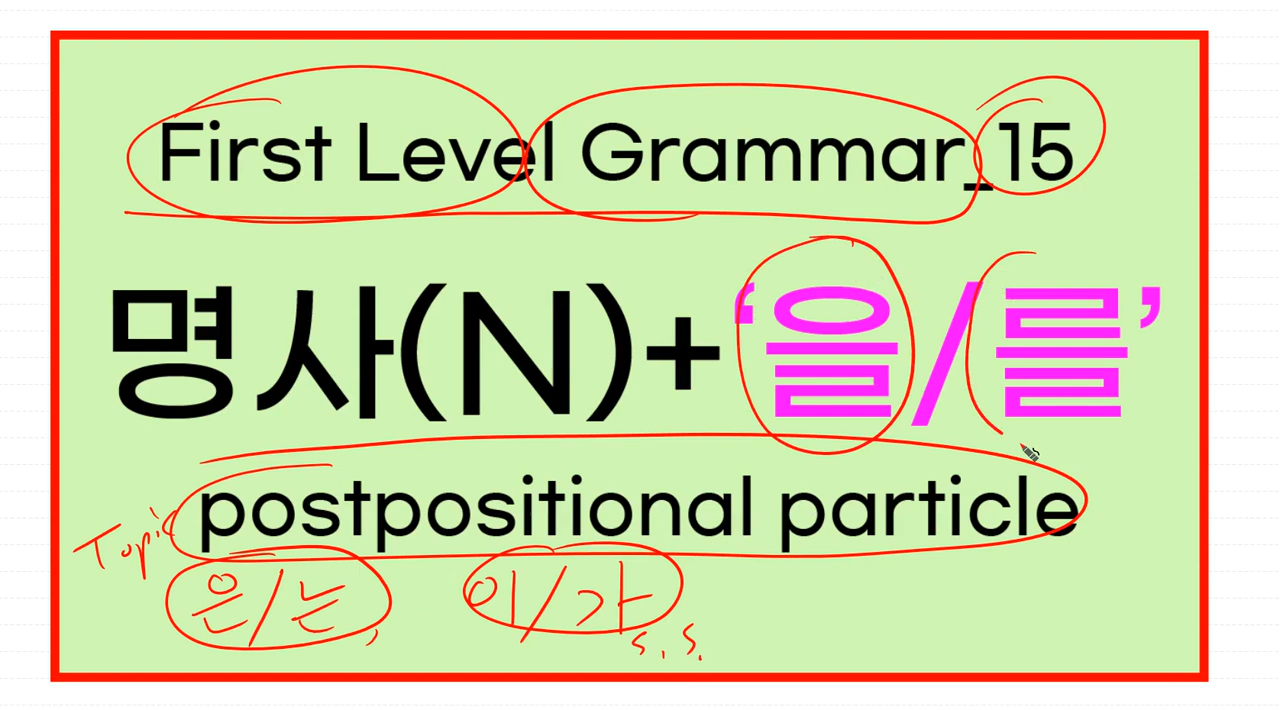 First Level Grammar_15
명사(N)+‘을/를’
postpositional particle
Topic
은/는, 이/가
S.S.